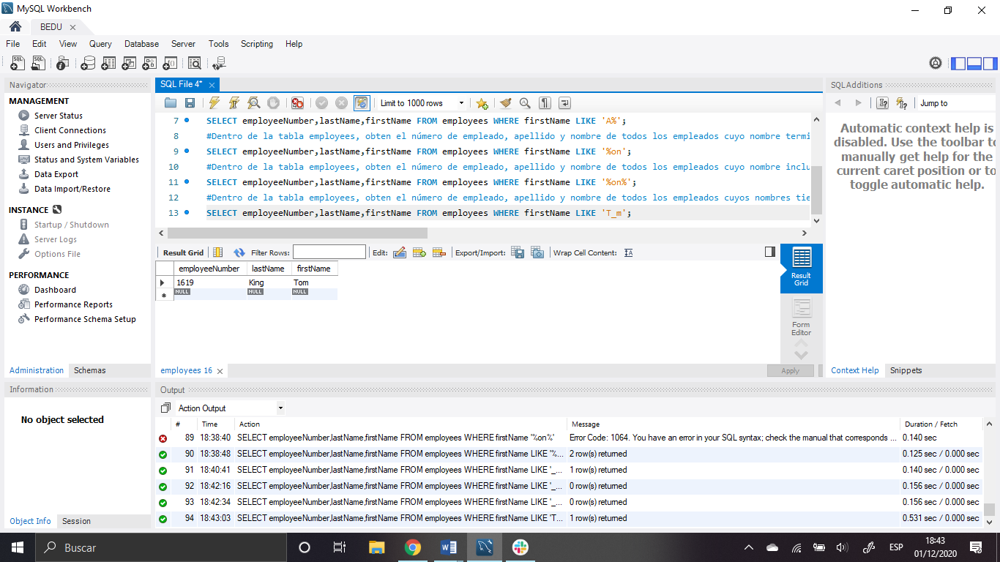 MySQL Workbench
BEDU
File Edit View Query Database Server Tools Scripting Help
Navigator
MANAGEMENT
Server Status
Client Connections
Users and Privileges
Status and System Variables
Data Export
Data Import/Restore
INSTANCE
Startup / Shutdown
Server Logs
Options File
PERFORMANCE
Dashboard
Performance Reports
Performance Schema Setup
Administration Schemas
Information
No object selected
Object Info Session
SQL File 4*
Limit to 1000 rows
7 SELECT employeeNumber,lastName,firstName FROM employees WHERE firstName LIKE 'A%';
8 #Dentro de la tabla employees, obten el número de empleado, apellido y nombre de todos los empleados cuyo nombre termi
9 SELECT employeeNumber,lastName,firstName FROM employees WHERE firstName LIKE '%on';
10 #Dentro de la tabla employees, obten el número de empleado, apellido y nombre de todos los empleados cuyo nombre inclu
11 SELECT employeeNumber,lastName,firstName FROM employees WHERE firstName LIKE '%on%';
12 #Dentro de la tabla employees, obten el número de empleado, apellido y nombre de todos los empleados cuyos nombres tie
13 SELECT employeeNumber,lastName,firstName FROM employees WHERE firstName LIKE 'T_m';
Result Grid Filter Rows: Edit: Export/Import: Wrap Cell Content:
employeeNumber lastName firstName
1619 King Tom
NULL NULL NULL
Result
Grid
Form
Editor
employees 16
Apply
SQLAdditions
Jump to
Automatic context help is
disabled. Use the toolbar to
manually get help for the
current caret position or to
toggle automatic help.
Context Help Snippets
Output
Action Output
# Time Action Message Duration / Fetch
89 18:38:40 SELECT employeeNumber,lastName,firstName FROM employees WHERE firstName '%on%' Error Code: 1064. You have an error in your SQL syntax; check the manual that corresponds ... 0.140 sec
90 18:38:48 SELECT employeeNumber,lastName,firstName FROM employees WHERE firstName LIKE '%... 2 row(s) returned 0.125 sec / 0.000 sec
91 18:40:41 SELECT employeeNumber,lastName,firstName FROM employees WHERE firstName LIKE '_... 1 row(s) returned 0.140 sec / 0.000 sec
92 18:42:16 SELECT employeeNumber,lastName,firstName FROM employees WHERE firstName LIKE '_... 0 row(s) returned 0.156 sec / 0.000 sec
93 18:42:34 SELECT employeeNumber,lastName,firstName FROM employees WHERE firstName LIKE '_... 0 row(s) returned 0.156 sec / 0.000 sec
94 18:43:03 SELECT employeeNumber,lastName,firstName FROM employees WHERE firstName LIKE 'T... 1 row(s) returned 0.531 sec / 0.000 sec
Buscar
ESP
18:43
01/12/2020